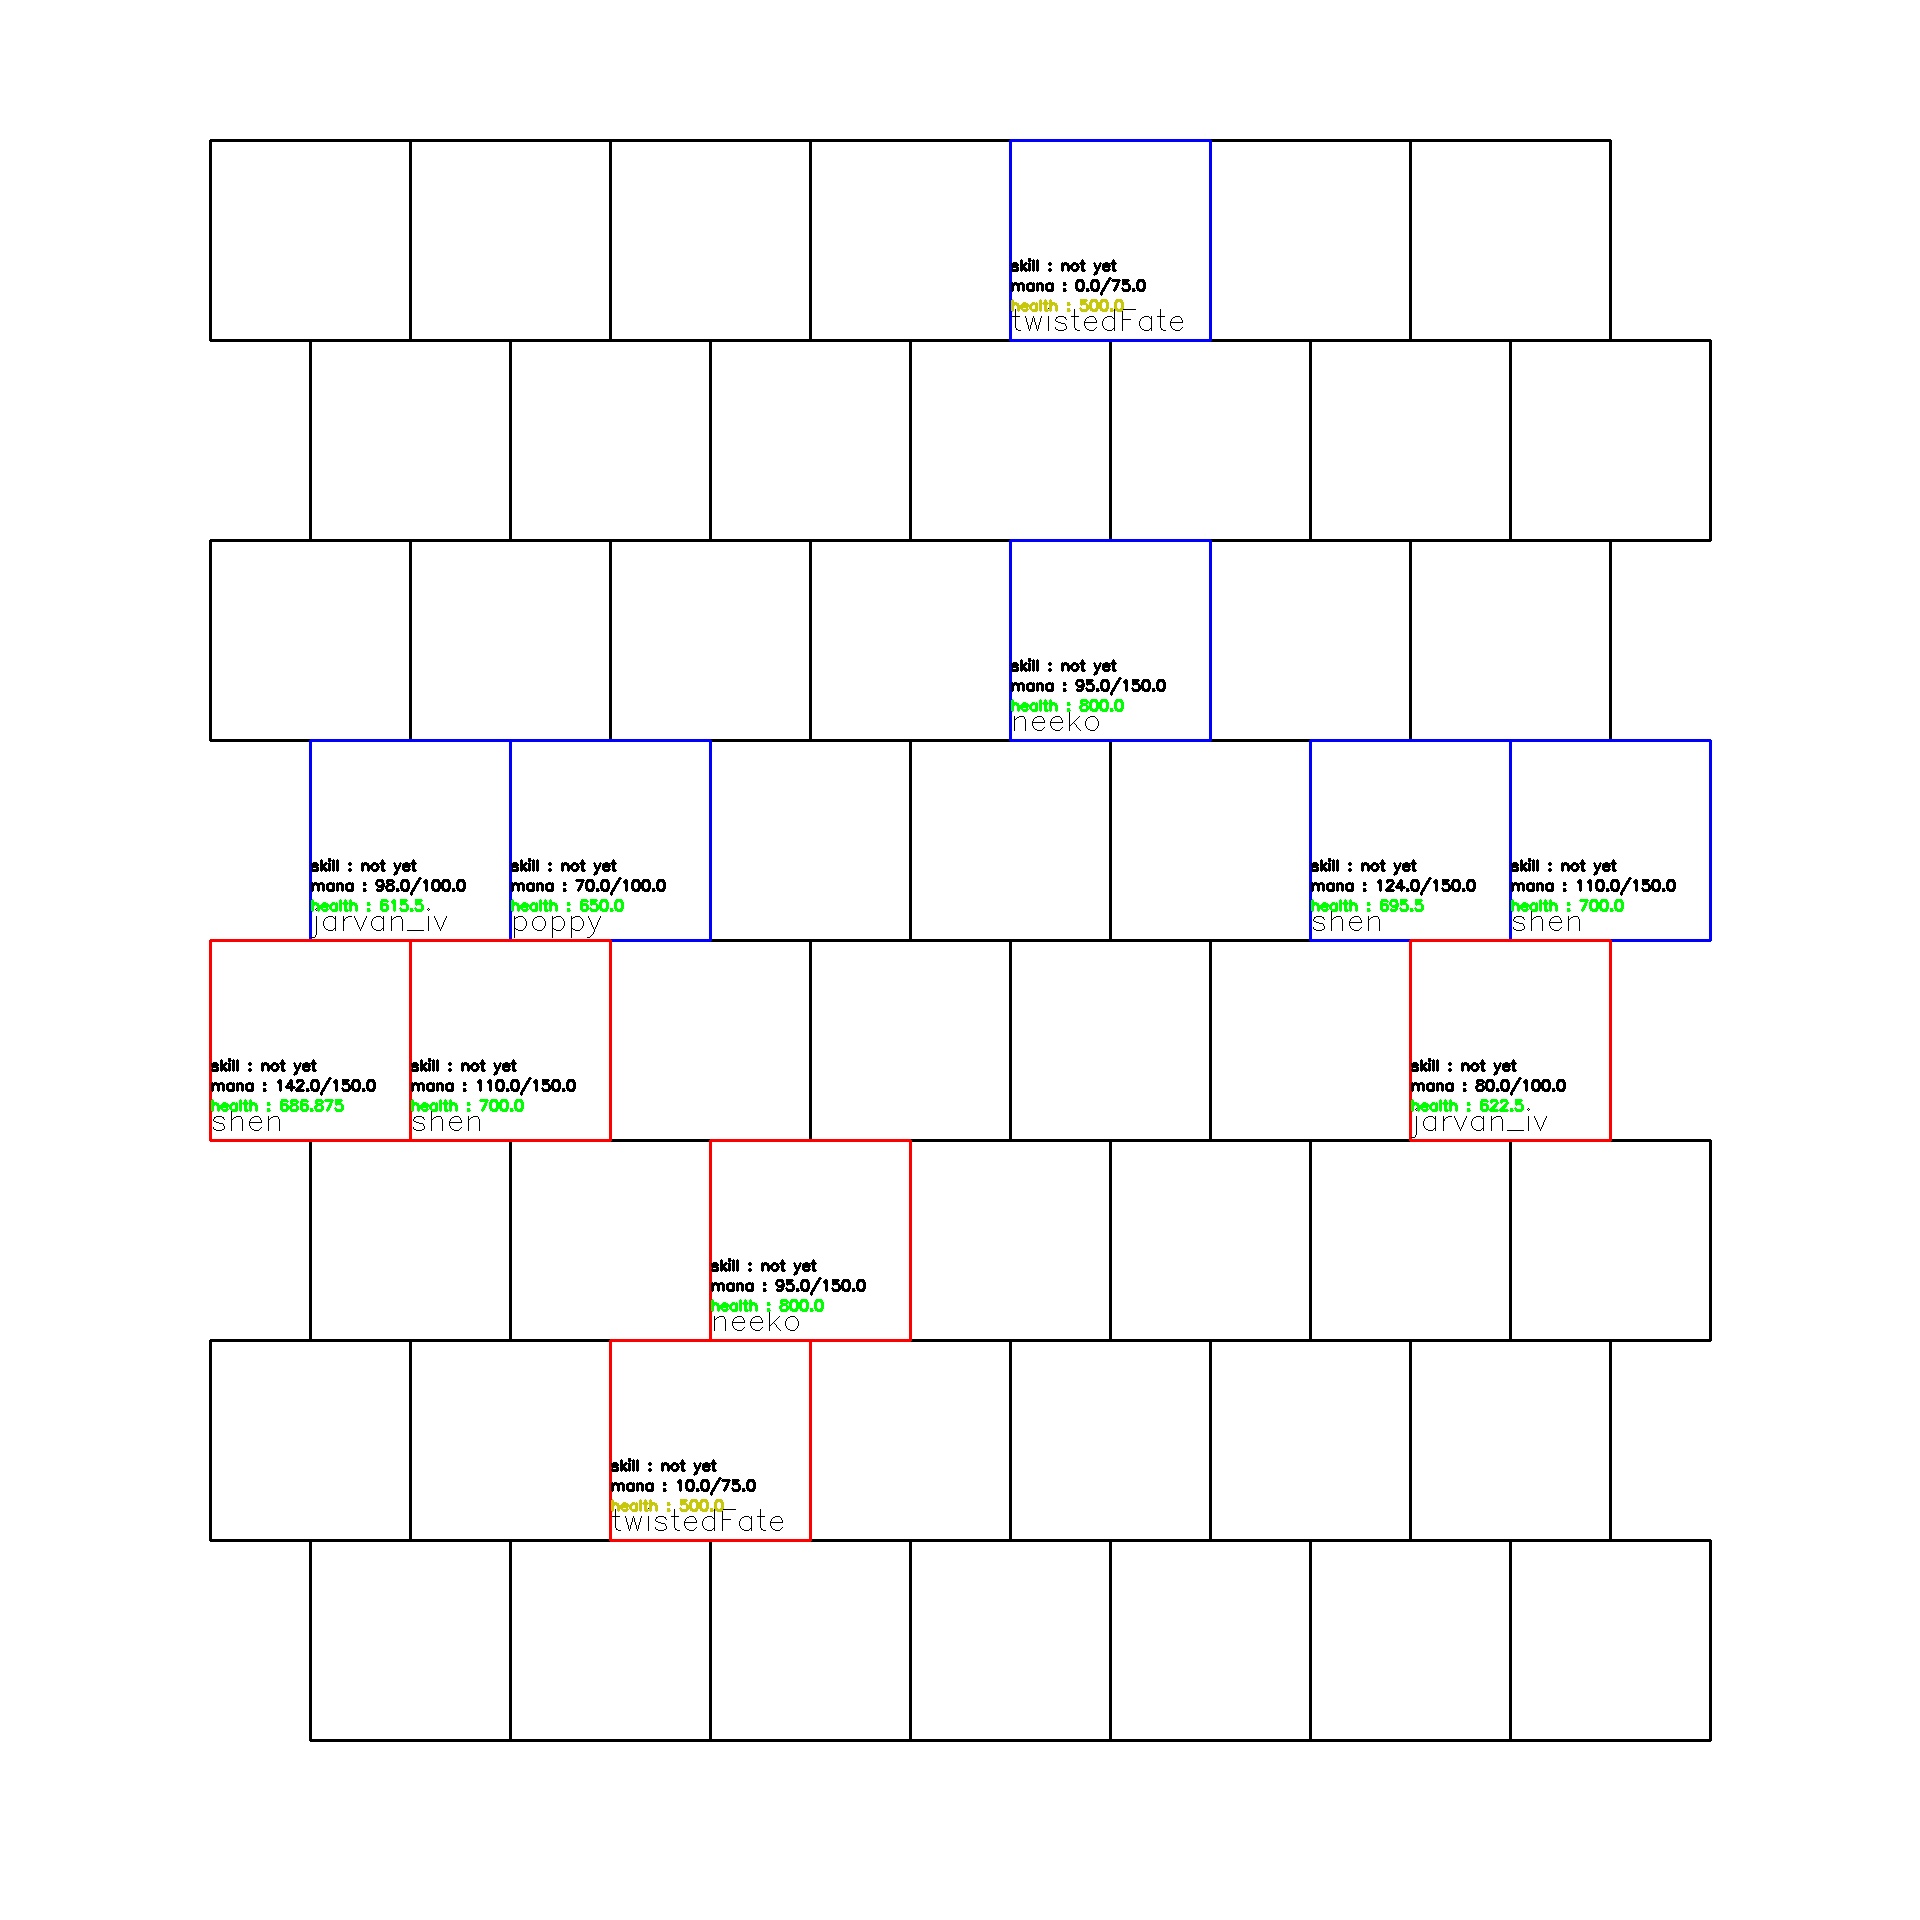 skill : not yet
mana : 0.0/75.0
health : 500.0
twistedFate
skill : not yet
mana : 95.0/150.0
health : 800.0
neeko
skill : not yet
mana : 98.0/100.0
health : 615.5
jarvan_iv
skill : not yet
mana : 70.0/100.0
health : 650.0
poppy
skill : not yet
mana : 124.0/150.0
health : 695.5
shen
skill : not yet
mana : 110.0/150.0
health : 700.0
shen
skill : not yet
mana : 142.0/150.0
health : 686.875
shen
skill : not yet
mana : 110.0/150.0
health : 700.0
shen
skill : not yet
mana : 80.0/100.0
health : 622.5
jarvan_iv
skill : not yet
mana : 95.0/150.0
health : 800.0
neeko
skill : not yet
mana : 10.0/75.0
health : 500.0
twistedFate